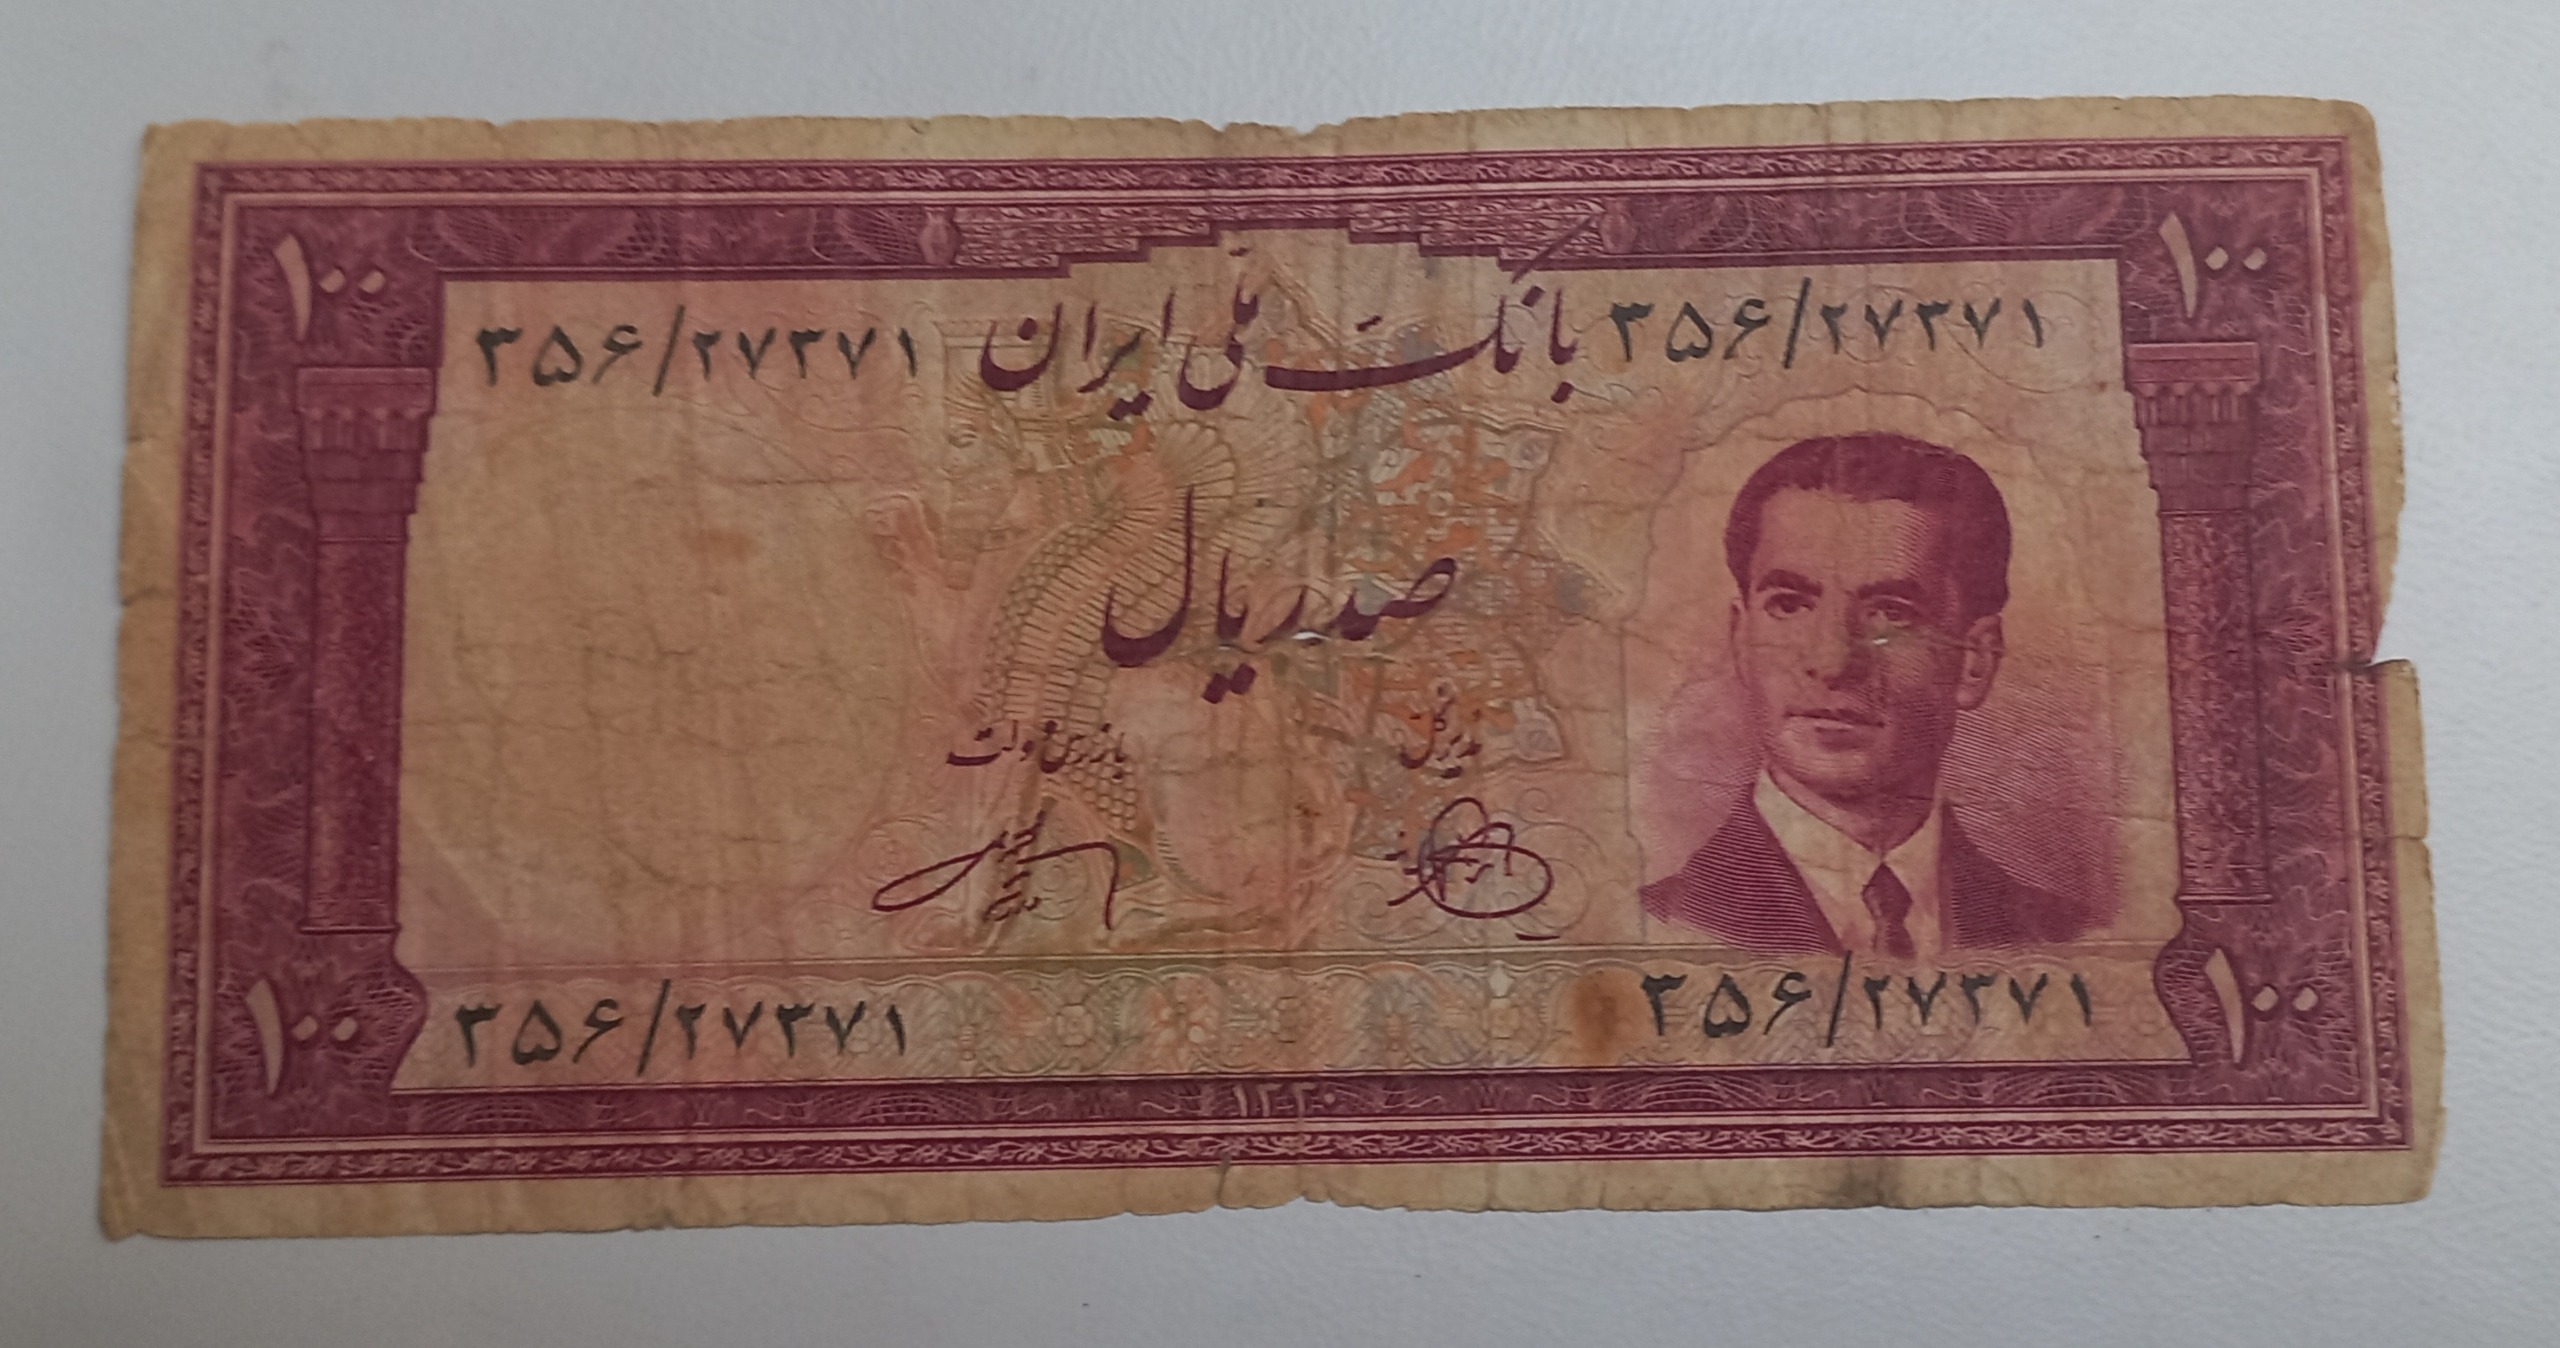 ۱۰۰
۱۰۰
بانک ملی ایران
۳۵۶/۲۷۳۷۱
۳۵۶/۲۷۳۷۱
صد ریال
مدیر کل
بازرس دولت
۳۵۶/۲۷۳۷۱
۳۵۶/۲۷۳۷۱
۱۰۰
۱۰۰
۱۳۳۰